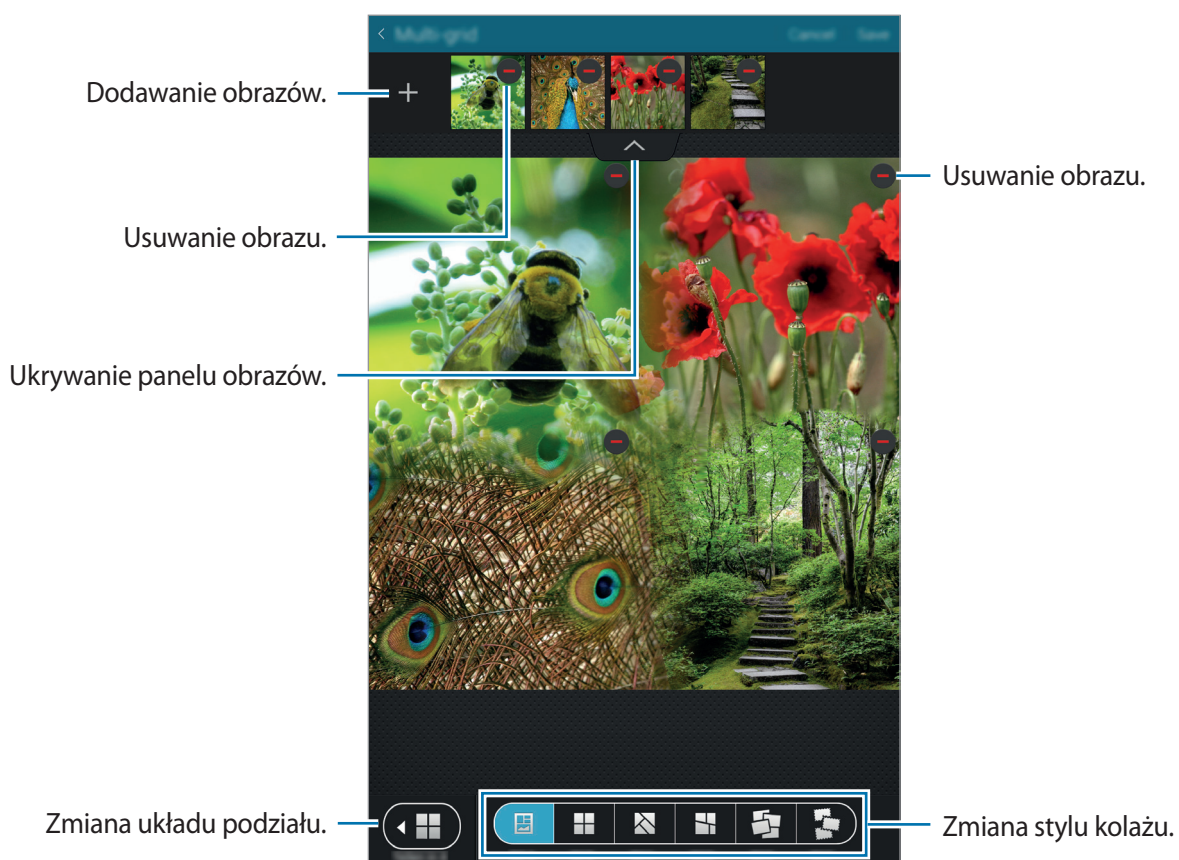 Multi-grid
Cancel Save
Dodawanie obrazów.
Usuwanie obrazu.
Usuwanie obrazu.
Ukrywanie panelu obrazów.
Zmiana układu podziału.
Zmiana stylu kolażu.